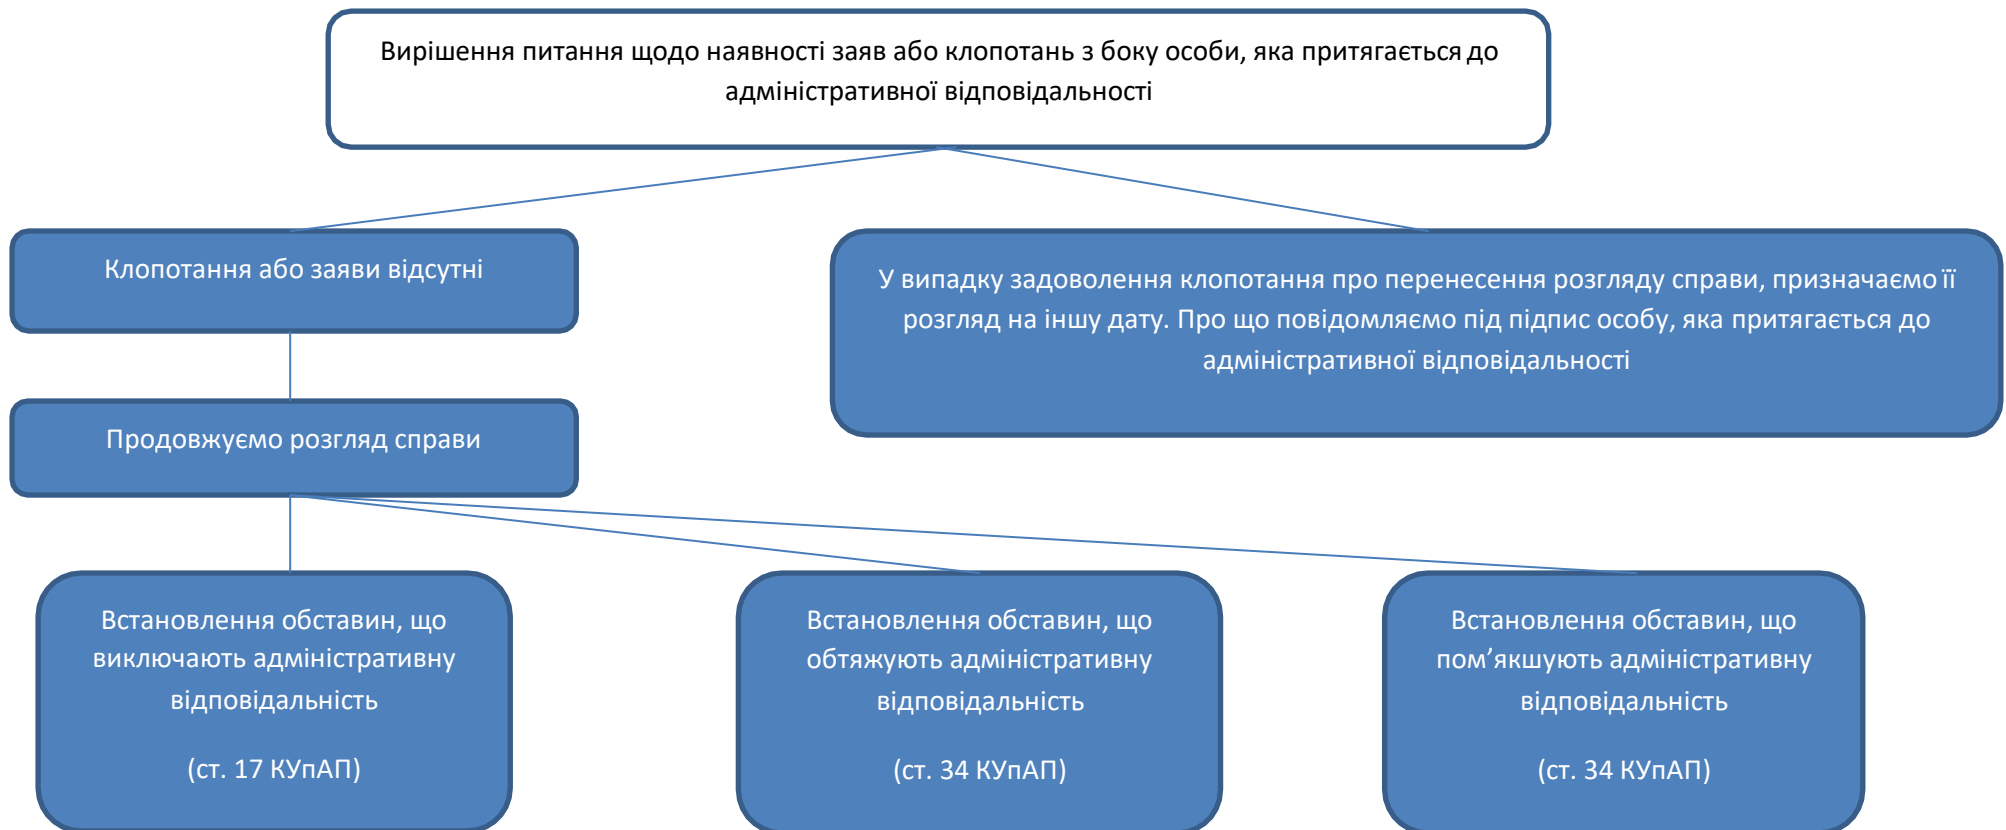 Вирішення питання щодо наявності заяв або клопотань з боку особи, яка притягається до
адміністративної відповідальності
Клопотання або заяви відсутні
У випадку задоволення клопотання про перенесення розгляду справи, призначаємо її
розгляд на іншу дату. Про що повідомляємо під підпис особу, яка притягається до
адміністративної відповідальності
Продовжуємо розгляд справи
Встановлення обставин, що
виключають адміністративну
відповідальність
(ст. 17 КУпАП)
Встановлення обставин, що
обтяжують адміністративну
відповідальність
(ст. 34 КУпАП)
Встановлення обставин, що
пом’якшують адміністративну
відповідальність
(ст. 34 КУпАП)